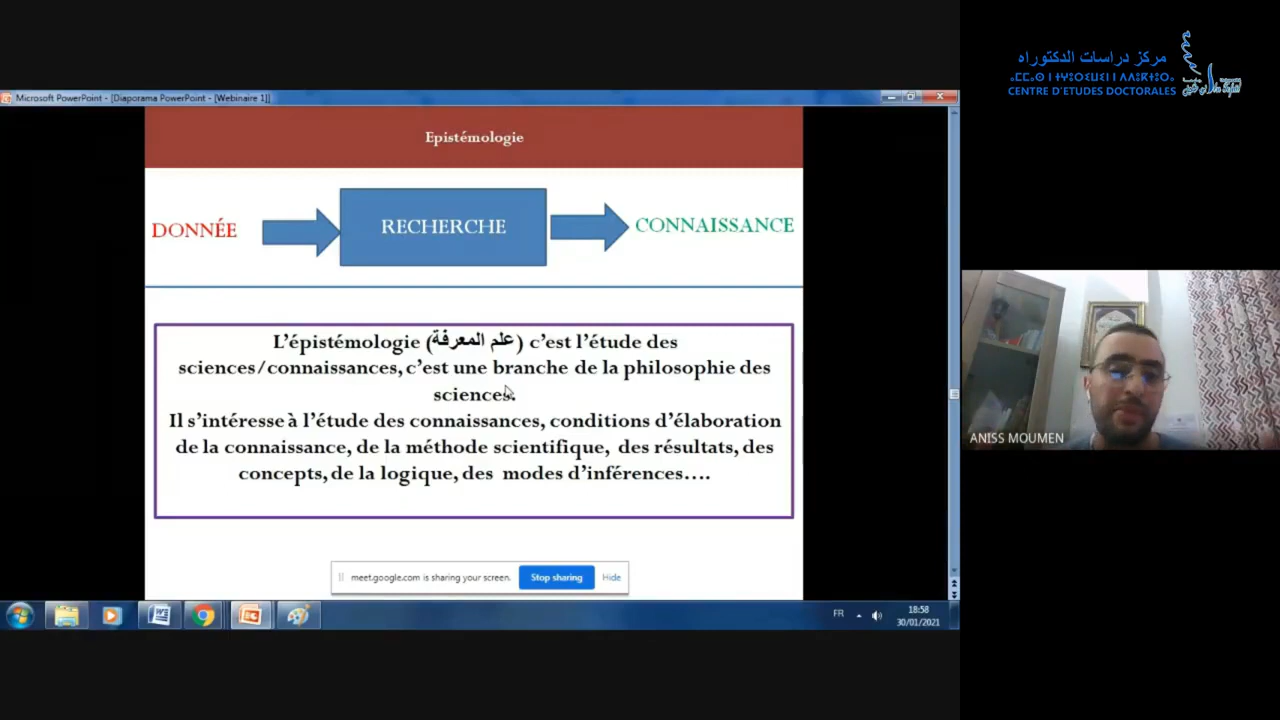 Microsoft PowerPoint - [Diaporama PowerPoint - [Webinaire 1]]
Epistémologie
DONNÉE
RECHERCHE
CONNAISSANCE
L'épistémologie (علم المعرفة) c'est l'étude des
sciences/connaissances, c'est une branche de la philosophie des
sciences.
Il s'intéresse à l'étude des connaissances, conditions d'élaboration
de la connaissance, de la méthode scientifique, des résultats, des
concepts, de la logique, des modes d'inférences….
meet.google.com is sharing your screen.
Stop sharing
Hide
FR
18:58
30/01/2021
مركز دراسات الدكتوراه
CENTRE D'ETUDES DOCTORALES
ANISS MOUMEN